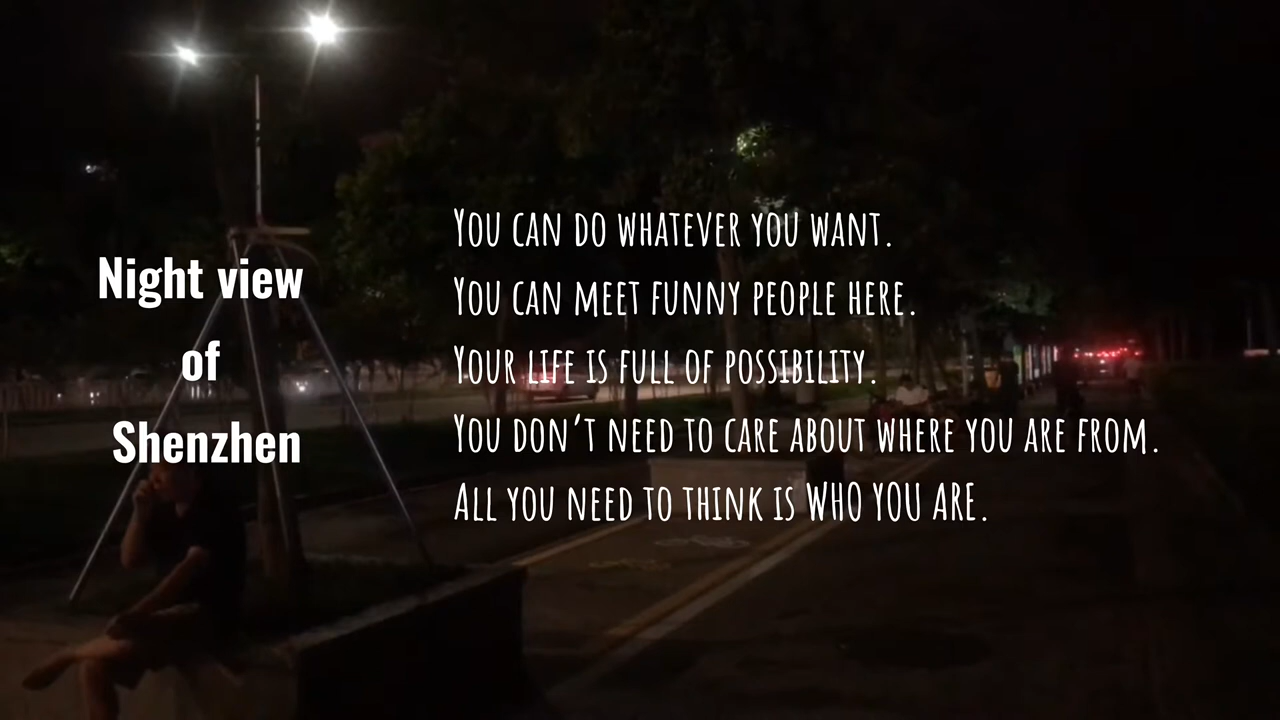 Night view
of
Shenzhen
You can do whatever you want.
You can meet funny people here.
Your life is full of possibility.
You don't need to care about where you are from.
All you need to think is WHO YOU ARE.